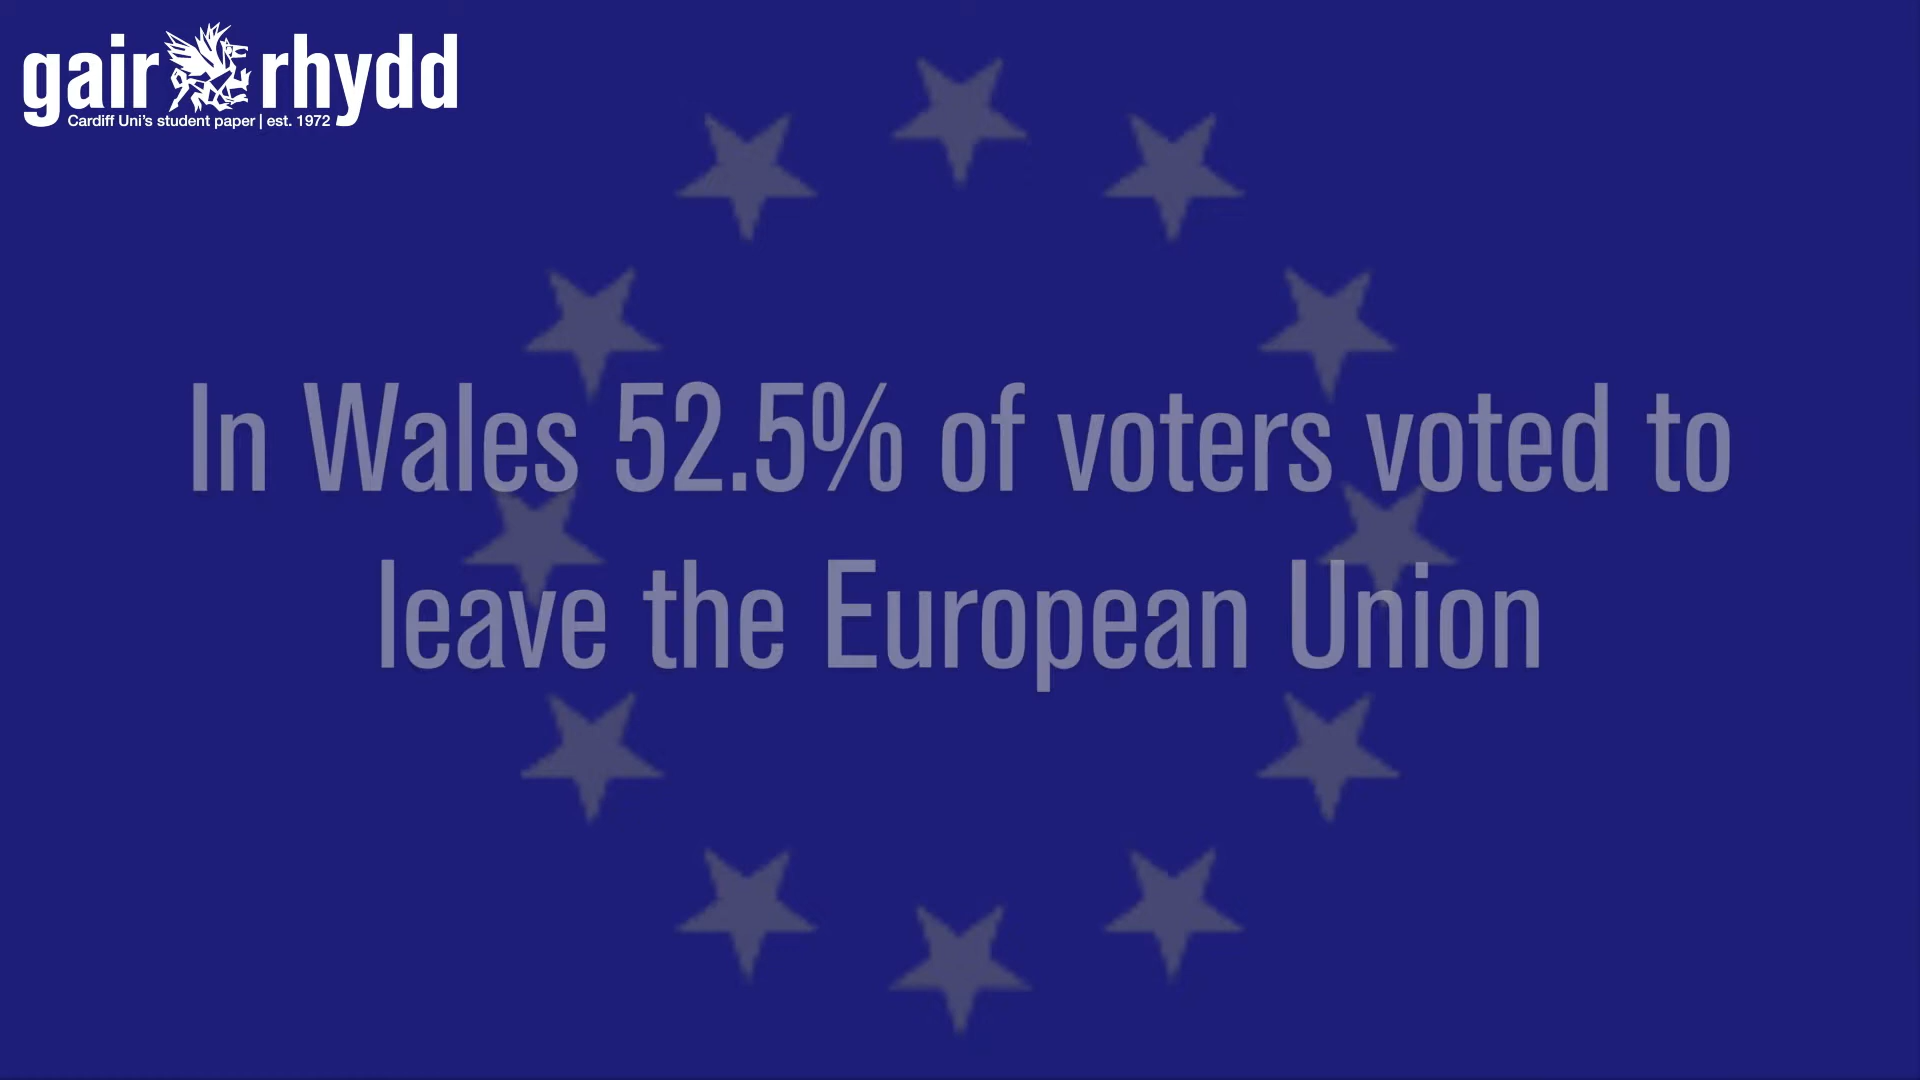 gair rhydd
Cardiff Uni's student paper | est. 1972
In Wales 52.5% of voters voted to
leave the European Union